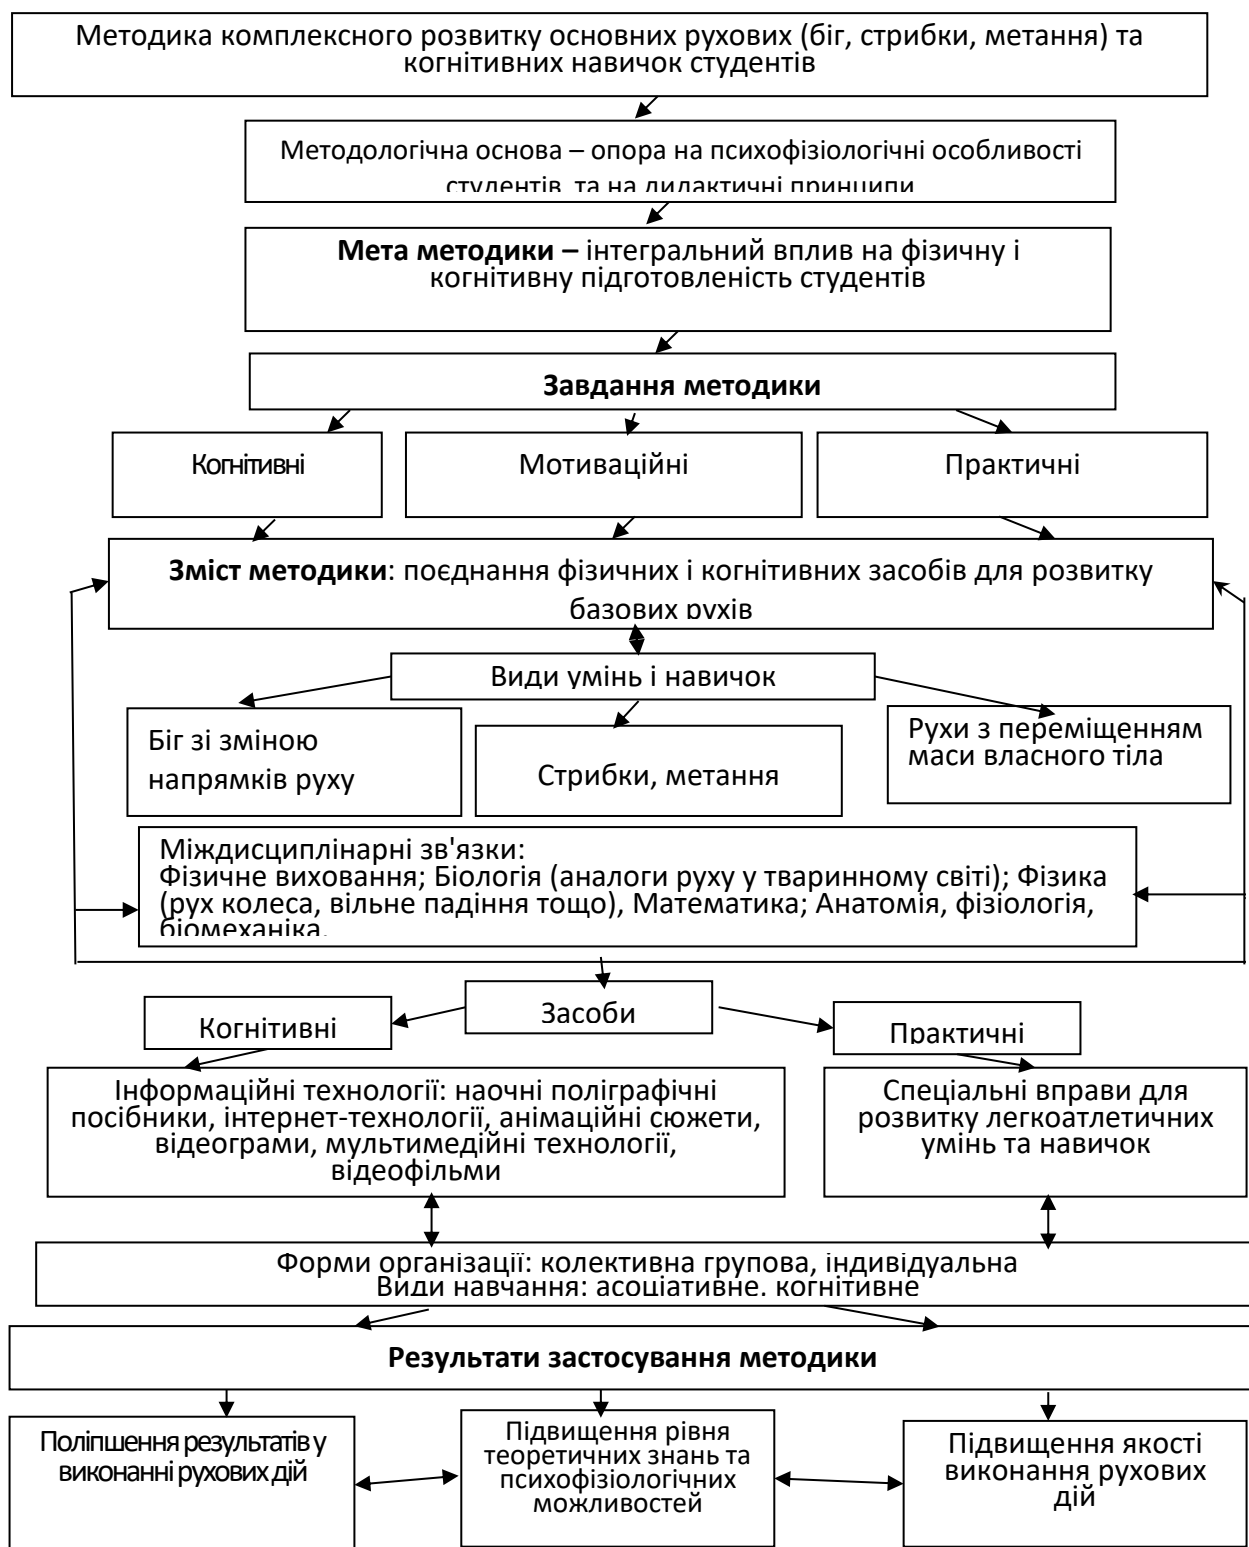 Методика комплексного розвитку основних рухових (біг, стрибки, метання) та
когнітивних навичок студентів
Методологічна основа – опора на психофізіологічні особливості
студентів та на дидактичні принципи
Мета методики – інтегральний вплив на фізичну і
когнітивну підготовленість студентів
Завдання методики
Когнітивні
Мотиваційні
Практичні
Зміст методики: поєднання фізичних і когнітивних засобів для розвитку
базових рухів
Види умінь і навичок
Біг зі зміною
напрямків руху
Стрибки, метання
Рухи з переміщенням
маси власного тіла
Міждисциплінарні зв'язки:
Фізичне виховання; Біологія (аналоги руху у тваринному світі); Фізика
(рух колеса, вільне падіння тощо), Математика; Анатомія, фізіологія,
біомеханіка.
Засоби
Когнітивні
Практичні
Інформаційні технології: наочні поліграфічні
посібники, інтернет-технології, анімаційні сюжети,
відеограми, мультимедійні технології,
відеофільми
Спеціальні вправи для
розвитку легкоатлетичних
умінь та навичок
Форми організації: колективна групова, індивідуальна
Види навчання: асоціативне, когнітивне
Результати застосування методики
Поліпшення результатів у
виконанні рухових дій
Підвищення рівня
теоретичних знань та
психофізіологічних
можливостей
Підвищення якості
виконання рухових
дій